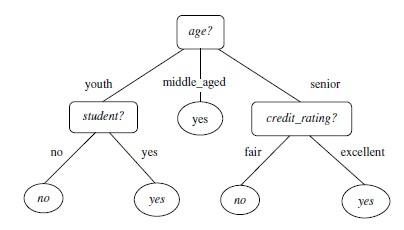 age?
youth middle_aged senior
student? yes credit_rating?
no yes fair excellent
no yes no yes